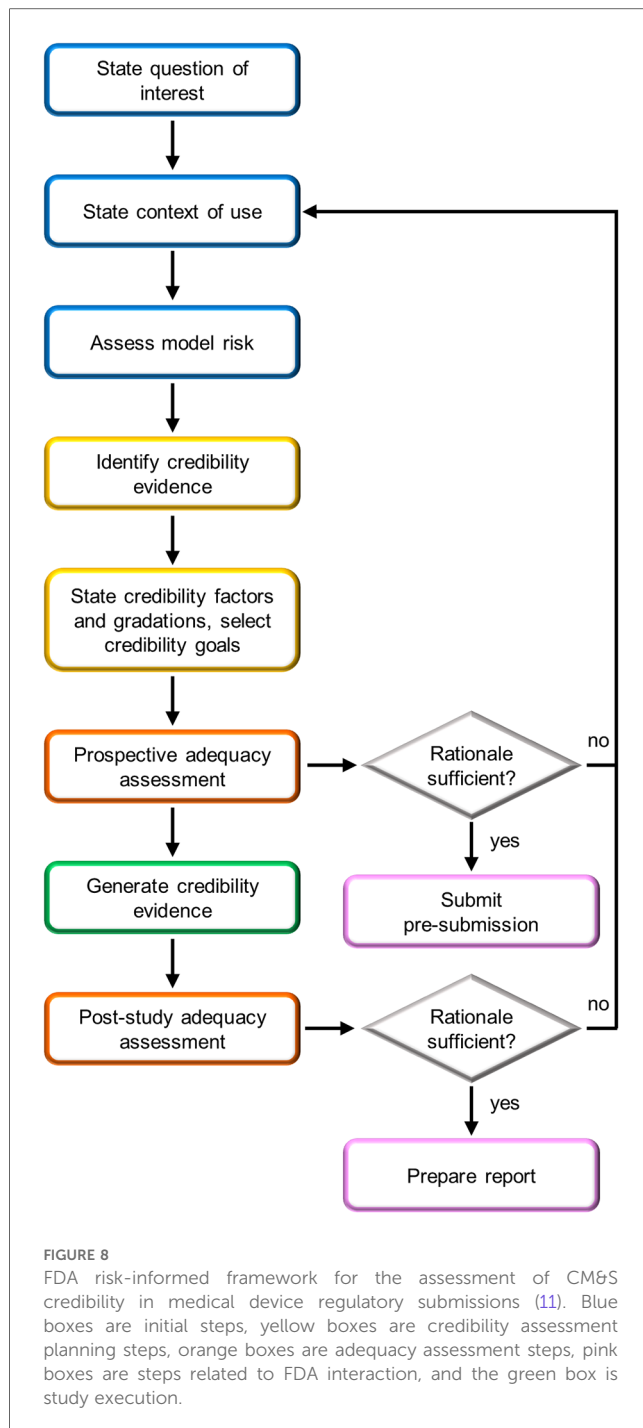 State question of
interest
State context of use
Assess model risk
Identify credibility
evidence
State credibility factors
and gradations, select
credibility goals
Prospective adequacy
assessment
Rationale
sufficient?
no
yes
Generate credibility
evidence
Submit
pre-submission
Post-study adequacy
assessment
Rationale
sufficient?
no
yes
Prepare report
FIGURE 8
FDA risk-informed framework for the assessment of CM&S
credibility in medical device regulatory submissions (11). Blue
boxes are initial steps, yellow boxes are credibility assessment
planning steps, orange boxes are adequacy assessment steps, pink
boxes are steps related to FDA interaction, and the green box is
study execution.